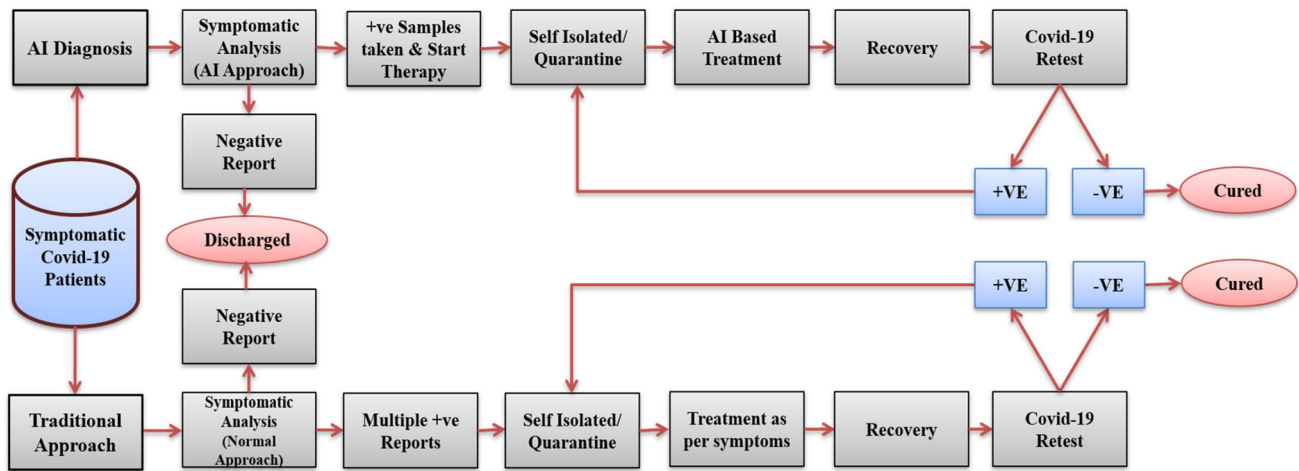 AI Diagnosis
Symptomatic
Analysis
(AI Approach)
+ve Samples
taken & Start
Therapy
Self Isolated/
Quarantine
AI Based
Treatment
Recovery
Covid-19
Retest
Negative
Report
+VE
-VE
Cured
Symptomatic
Covid-19
Patients
Discharged
Negative
Report
+VE
-VE
Cured
Traditional
Approach
Symptomatic
Analysis
(Normal
Approach)
Multiple +ve
Reports
Self Isolated/
Quarantine
Treatment as
per symptoms
Recovery
Covid-19
Retest